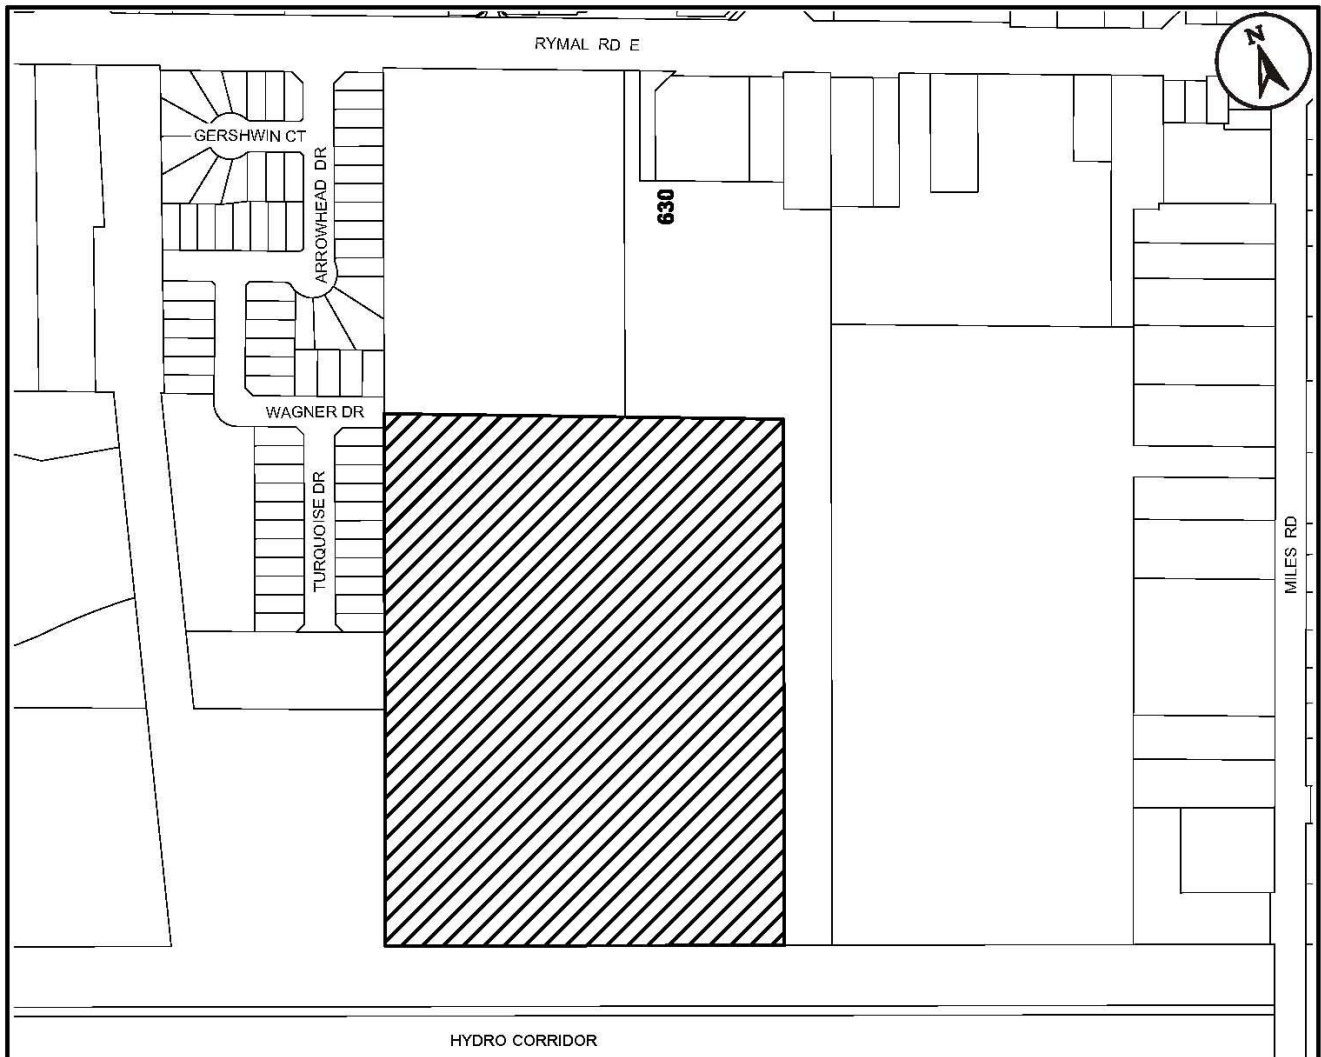 RYMAL RD E
N
GERSHWIN CT
ARROWHEAD DR
630
WAGNER DR
TURQUOISE DR
MILES RD
HYDRO CORRIDOR